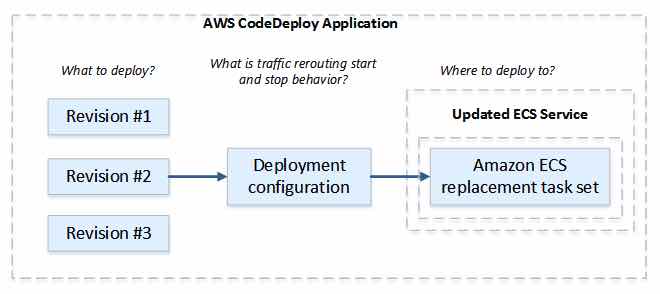 AWS CodeDeploy Application
What to deploy?
What is traffic rerouting start
and stop behavior?
Where to deploy to?
Revision #1
Revision #2
Revision #3
Deployment
configuration
Updated ECS Service
Amazon ECS
replacement task set